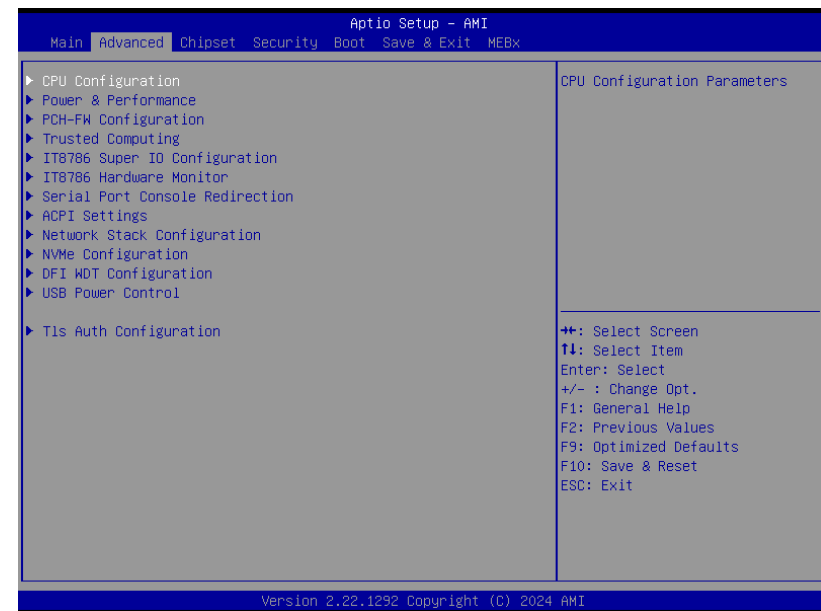 Aptio Setup – AMI
Main Advanced Chipset Security Boot Save & Exit MEBx
▶ CPU Configuration
▶ Power & Performance
▶ PCH-FW Configuration
▶ Trusted Computing
▶ IT8786 Super IO Configuration
▶ IT8786 Hardware Monitor
▶ Serial Port Console Redirection
▶ ACPI Settings
▶ Network Stack Configuration
▶ NVMe Configuration
▶ DFI WDT Configuration
▶ USB Power Control
▶ Tls Auth Configuration
CPU Configuration Parameters
→←: Select Screen
↑↓: Select Item
Enter: Select
+/- : Change Opt.
F1: General Help
F2: Previous Values
F9: Optimized Defaults
F10: Save & Reset
ESC: Exit
Version 2.22.1292 Copyright (C) 2024 AMI